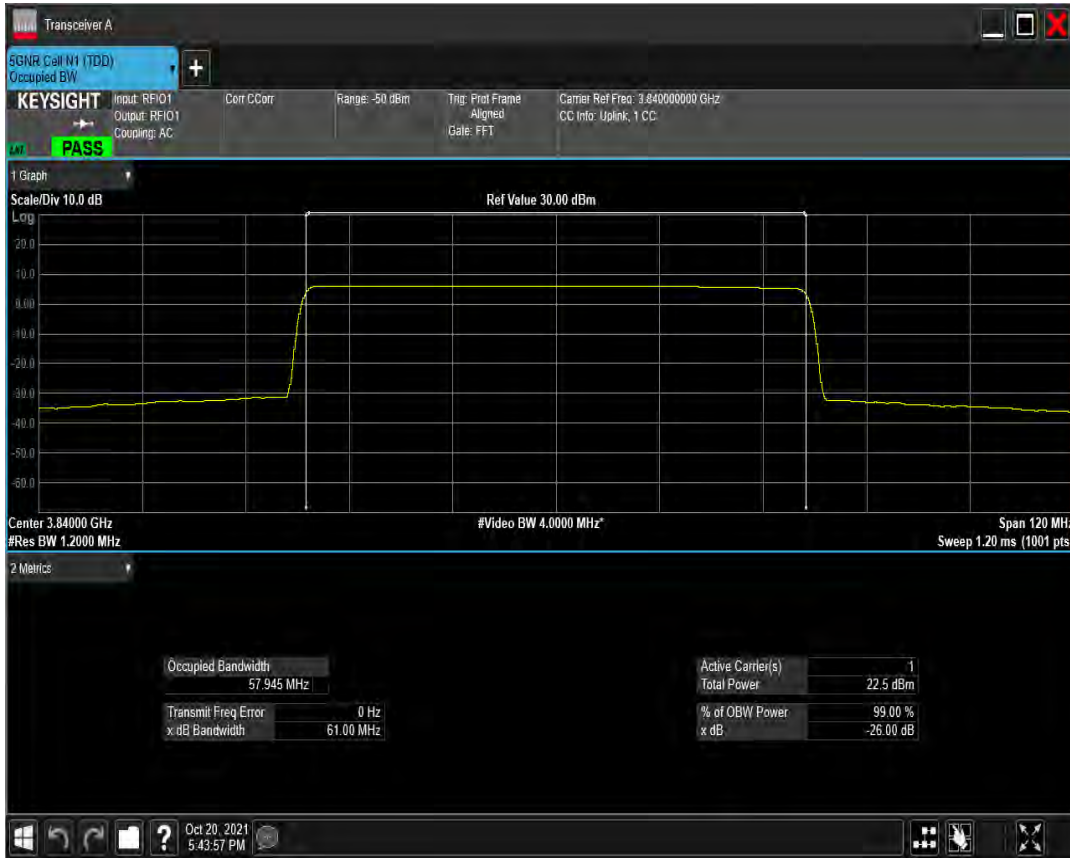 Transceiver A
5GNR Cell N1 (TDD)
Occupied BW
KEYSIGHT
Input: RFIO1
Output: RFIO1
Coupling: AC
Corr CCorr
Range: -50 dBm
Trig: Prot Frame
Aligned
Gate: FFT
Carrier Ref Freq: 3.840000000 GHz
CC Info: Uplink, 1 CC
PASS
1 Graph
Scale/Div 10.0 dB
Ref Value 30.00 dBm
Log
20.0
10.0
0.00
-10.0
-20.0
-30.0
-40.0
-50.0
-60.0
Center 3.84000 GHz
#Video BW 4.0000 MHz*
Span 120 MHz
#Res BW 1.2000 MHz
Sweep 1.20 ms (1001 pts
2 Metrics
Occupied Bandwidth
57.945 MHz
Transmit Freq Error 0 Hz
x dB Bandwidth 61.00 MHz
Active Carrier(s) 1
Total Power 22.5 dBm
% of OBW Power 99.00 %
x dB -26.00 dB
?
Oct 20, 2021
5:43:57 PM